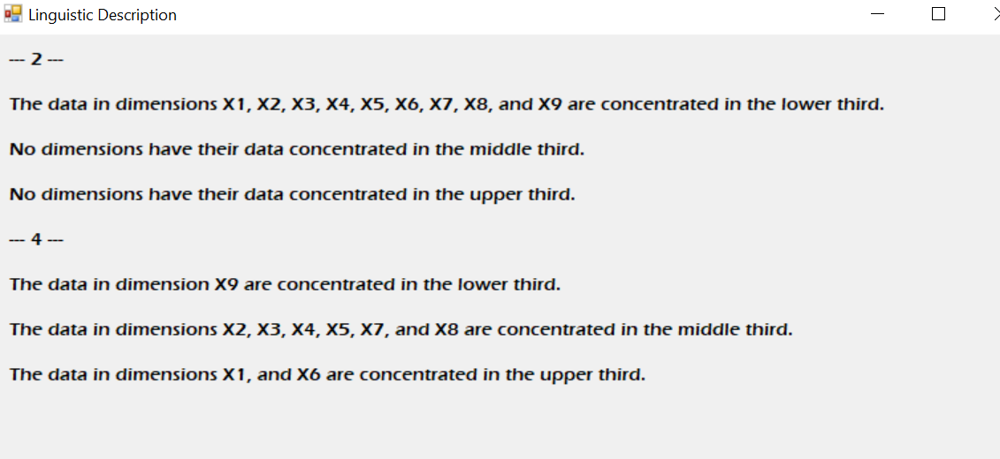 Linguistic Description
--- 2 ---
The data in dimensions X1, X2, X3, X4, X5, X6, X7, X8, and X9 are concentrated in the lower third.
No dimensions have their data concentrated in the middle third.
No dimensions have their data concentrated in the upper third.
--- 4 ---
The data in dimension X9 are concentrated in the lower third.
The data in dimensions X2, X3, X4, X5, X7, and X8 are concentrated in the middle third.
The data in dimensions X1, and X6 are concentrated in the upper third.